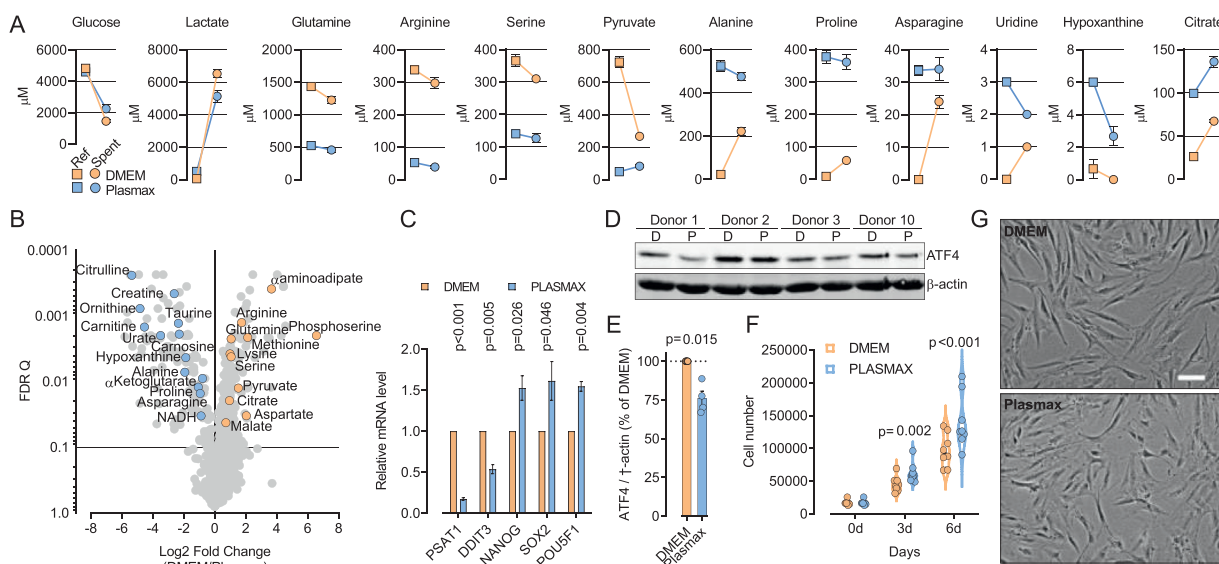 A
Glucose
Lactate
Glutamine
Arginine
Serine
Pyruvate
Alanine
Proline
Asparagine
Uridine
Hypoxanthine
Citrate
6000
4000
2000
0
μM
8000
6000
4000
2000
0
μM
2000
1500
1000
500
0
μM
400
300
200
100
0
μM
400
300
200
100
0
μM
800
600
400
200
0
μM
600
400
200
0
μM
400
300
200
100
0
μM
40
30
20
10
0
μM
4
3
2
1
0
μM
8
6
4
2
0
μM
150
100
50
0
μM
Ref Spent
DMEM
Plasmax
B
0.0001
0.001
0.01
0.1
1.0
FDR Q
Citrulline
Creatine
Ornithine
Taurine
Carnitine
Urate
Carnosine
Hypoxanthine
Alanine
αKetoglutarate
Proline
Asparagine
NADH
αaminoadipate
Arginine
Glutamine
Phosphoserine
Methionine
Lysine
Serine
Pyruvate
Citrate
Aspartate
Malate
-8 -6 -4 -2 0 2 4 6 8
Log2 Fold Change
(DMEM/Plasmax)
C
DMEM
PLASMAX
p<0.001
p=0.005
p=0.026
p=0.046
p=0.004
2.0
1.5
1.0
0.5
0.0
Relative mRNA level
PSAT1
DDIT3
NANOG
SOX2
POU5F1
D
Donor 1 Donor 2 Donor 3 Donor 10
D P D P D P D P
ATF4
β-actin
E
p=0.015
100
75
50
25
0
ATF4 / †-actin (% of DMEM)
DMEM
Plasmax
F
DMEM
PLASMAX
p<0.001
p= 0.002
250000
200000
150000
100000
50000
0
Cell number
0d 3d 6d
Days
G
DMEM
Plasmax